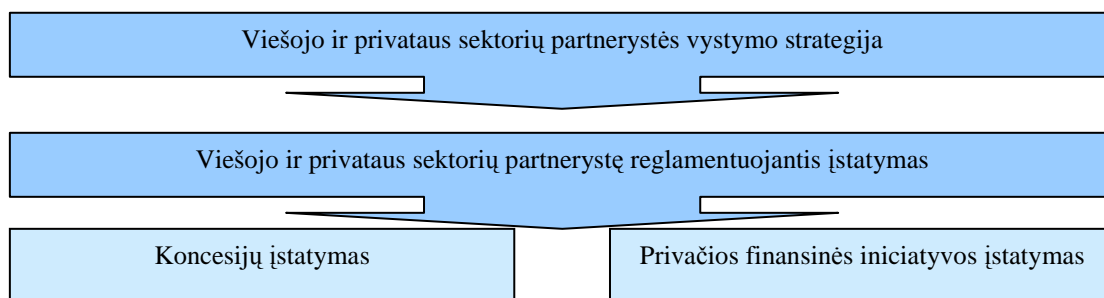 Viešojo ir privataus sektorių partnerystės vystymo strategija
Viešojo ir privataus sektorių partnerystę reglamentuojantis įstatymas
Koncesijų įstatymas
Privačios finansinės iniciatyvos įstatymas